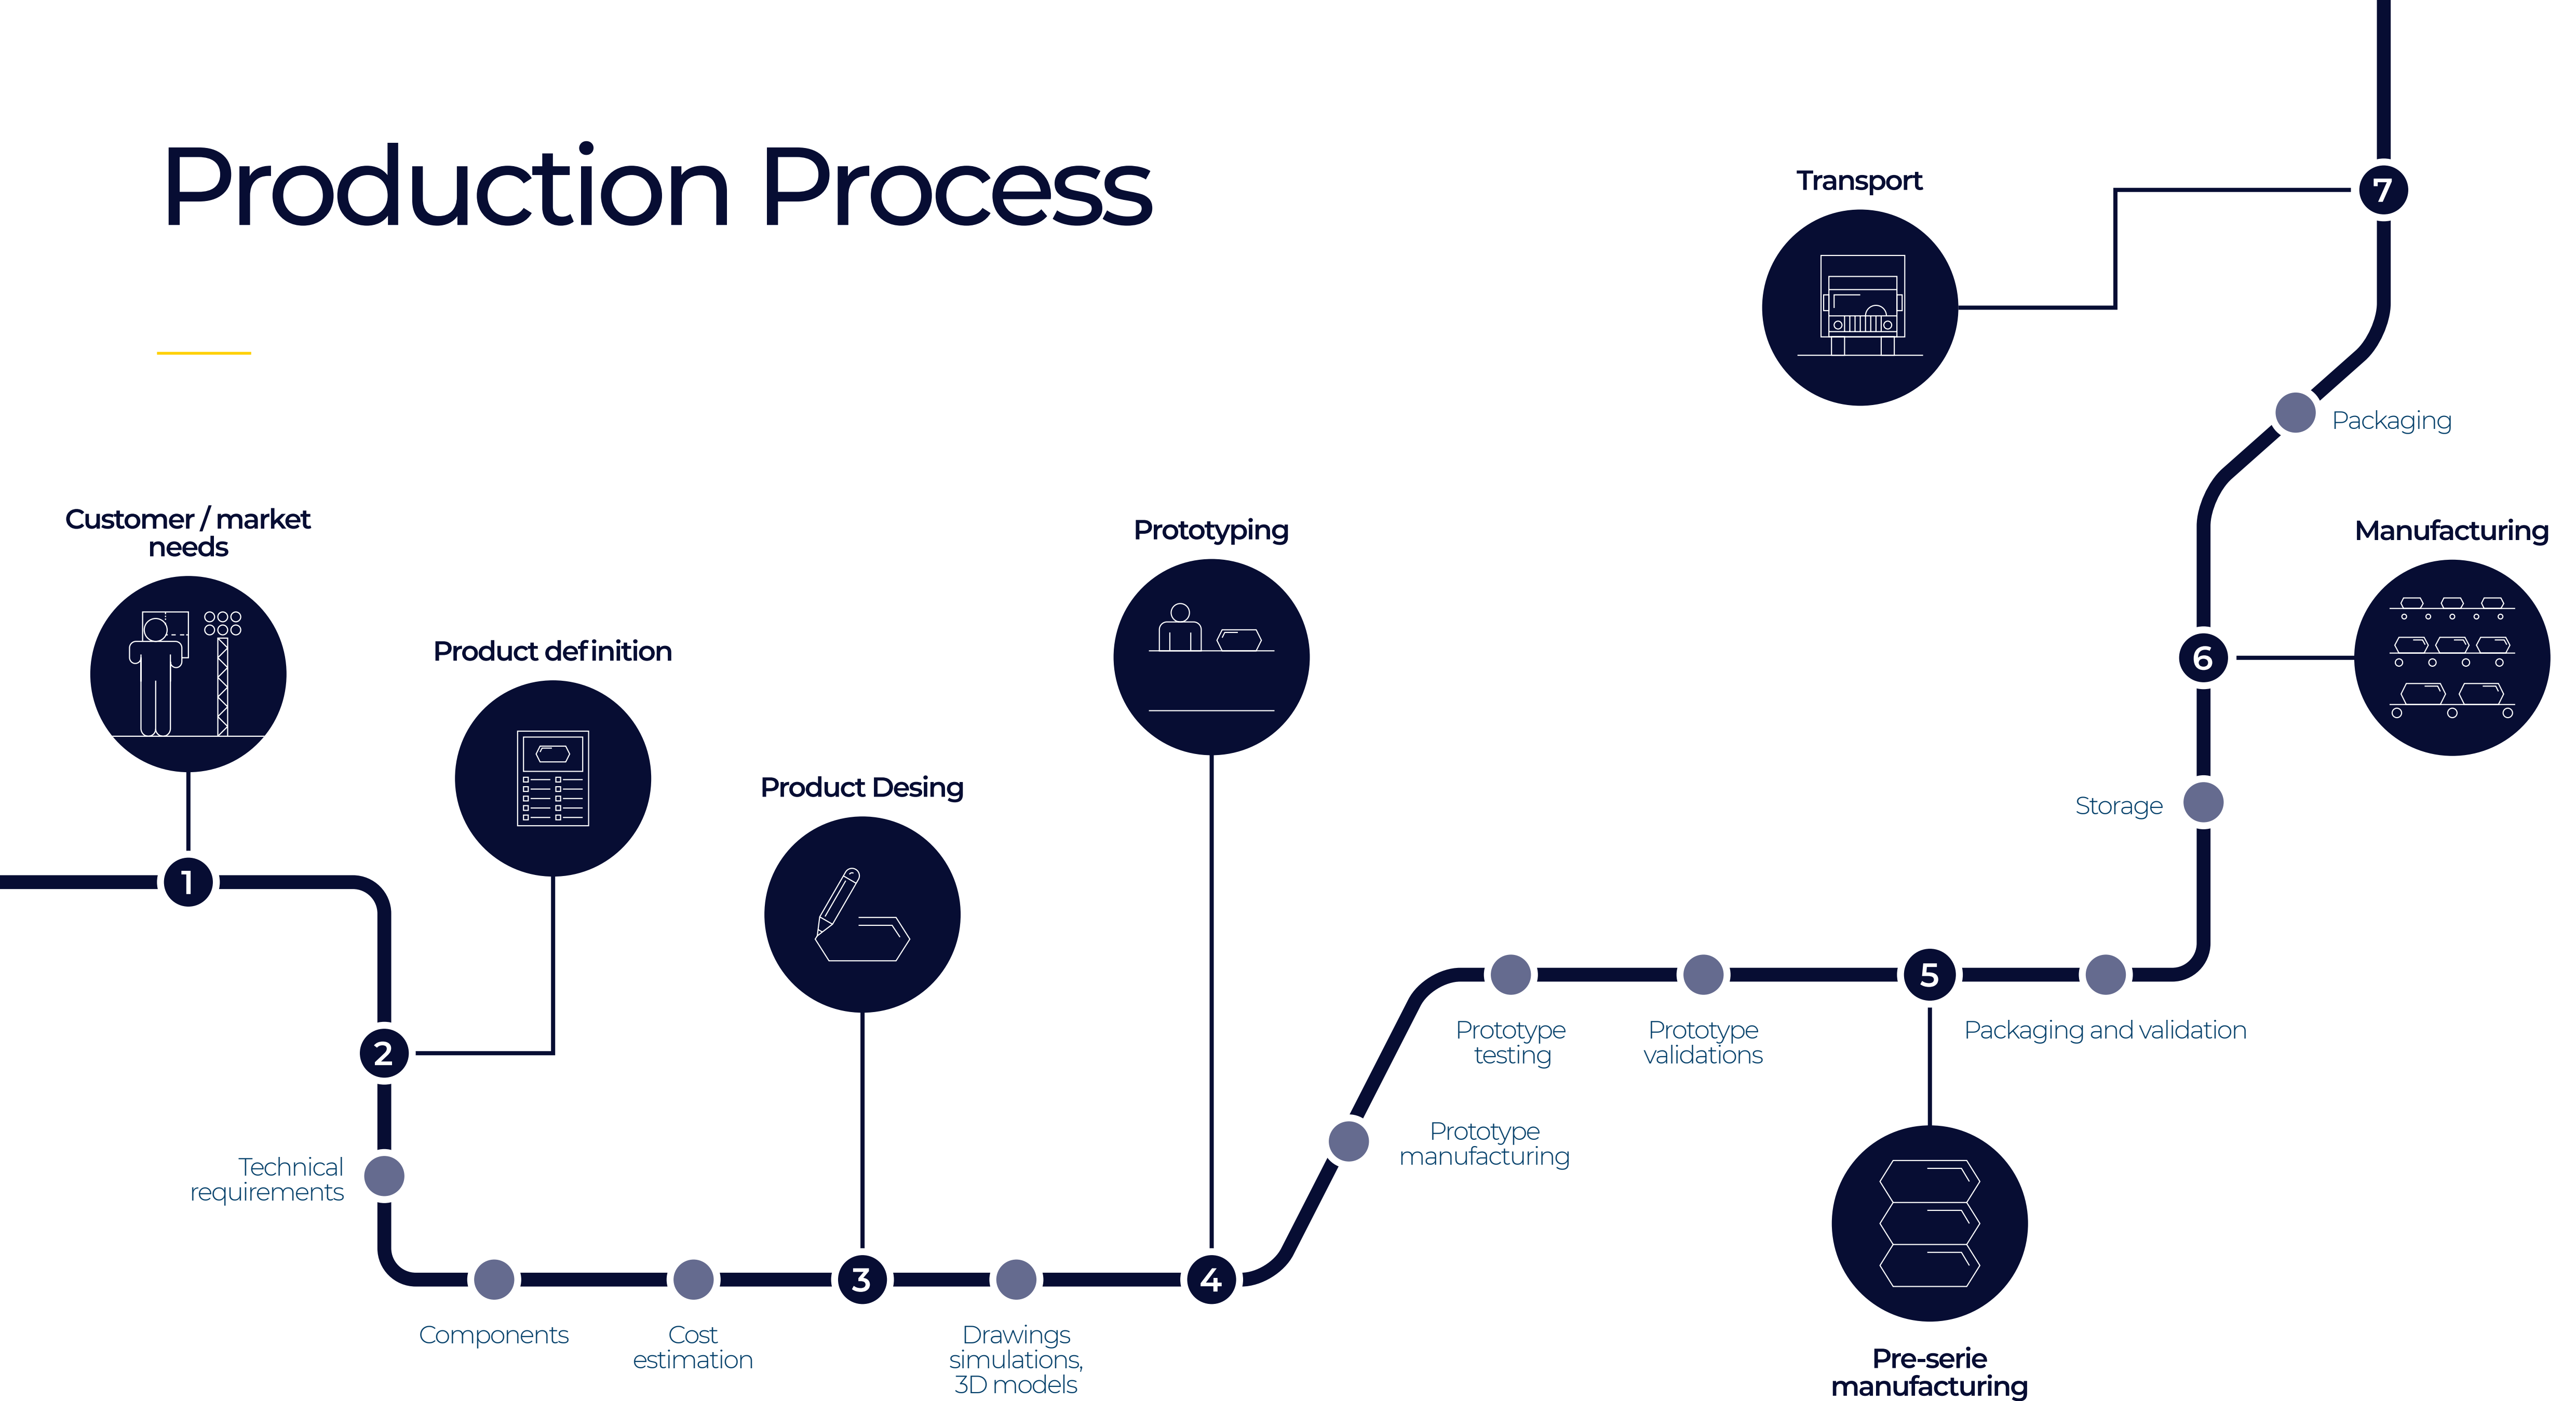 Production Process
Customer / market
needs
1
Product definition
2
Technical
requirements
Components
Cost
estimation
Product Desing
3
Drawings
simulations,
3D models
Prototyping
4
Prototype
manufacturing
Prototype
testing
Prototype
validations
5
Pre-serie
manufacturing
Packaging and validation
Storage
6
Manufacturing
Packaging
7
Transport